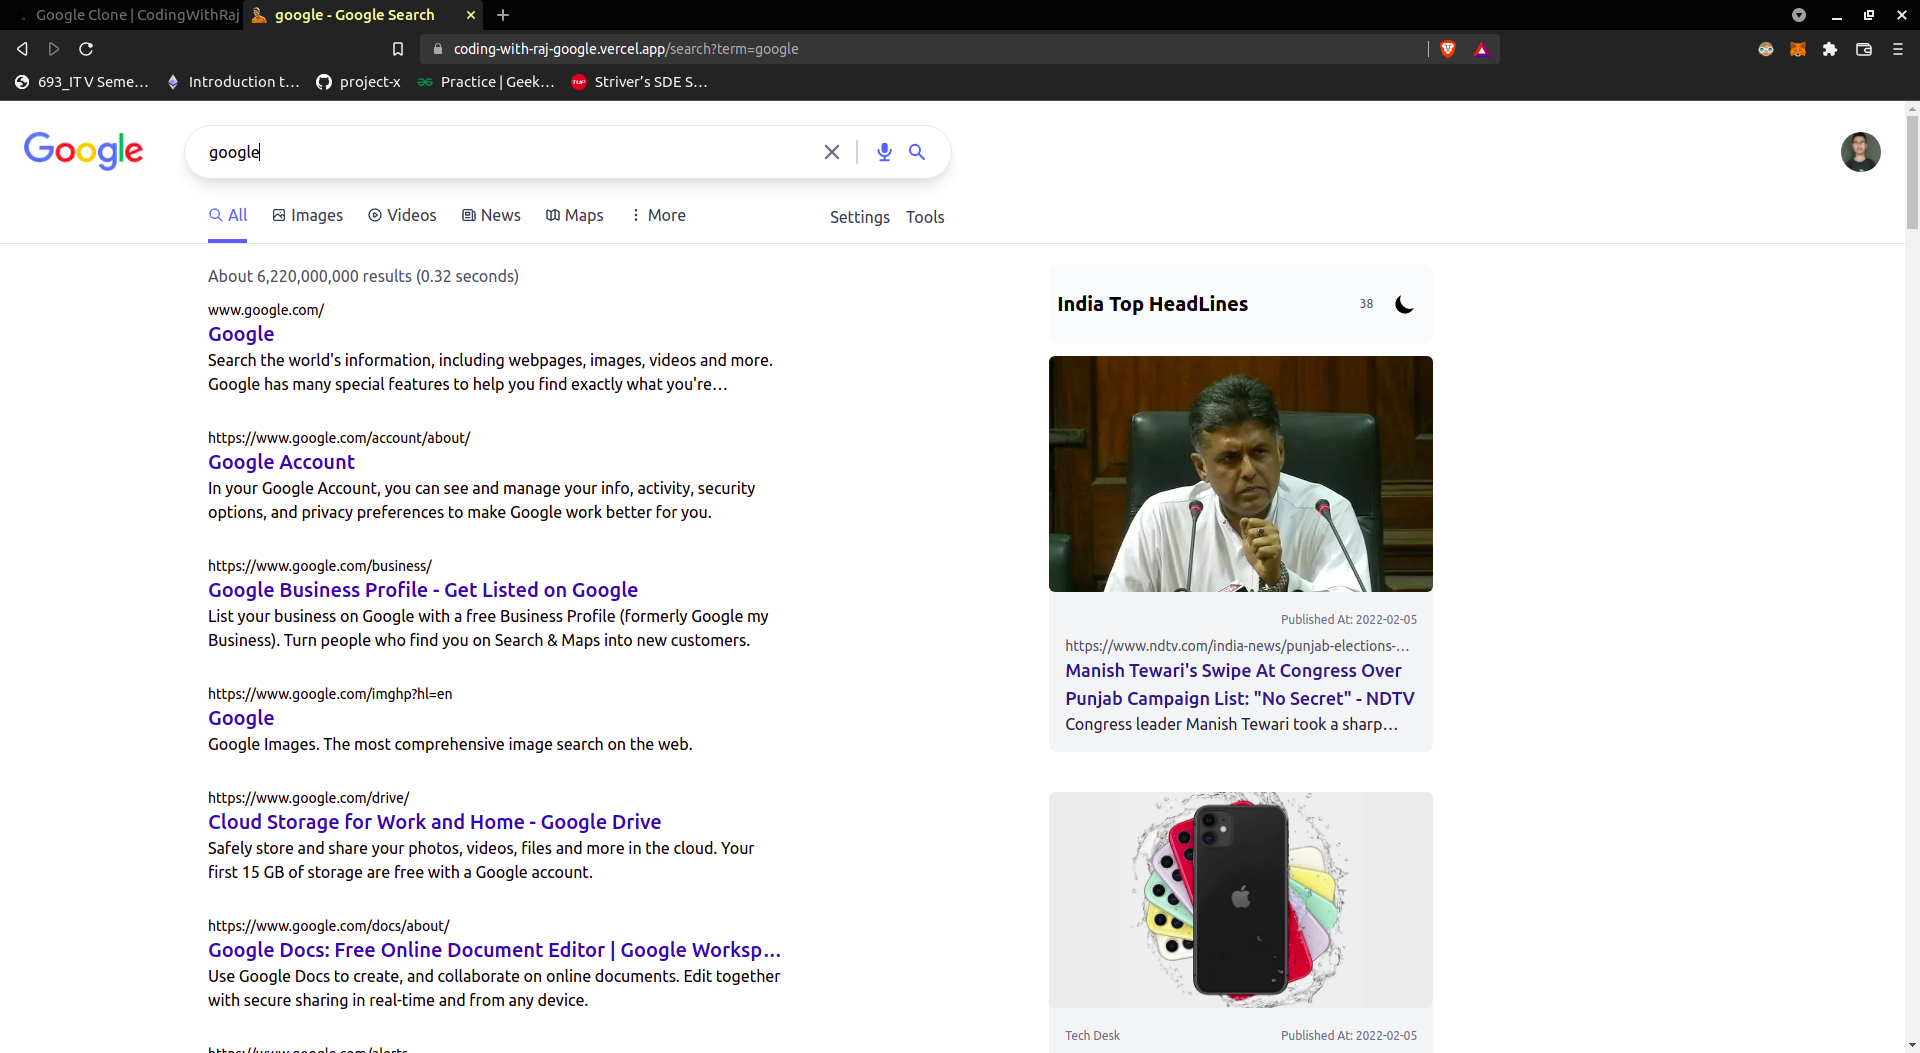 Google Clone | CodingWithRaj
google - Google Search
coding-with-raj-google.vercel.app/search?term=google
693_IT V Seme...
Introduction t...
project-x
Practice | Geek...
Striver's SDE S...
Google
google
All
Images
Videos
News
Maps
More
Settings
Tools
About 6,220,000,000 results (0.32 seconds)
www.google.com/
Google
Search the world's information, including webpages, images, videos and more.
Google has many special features to help you find exactly what you're...
https://www.google.com/account/about/
Google Account
In your Google Account, you can see and manage your info, activity, security
options, and privacy preferences to make Google work better for you.
https://www.google.com/business/
Google Business Profile - Get Listed on Google
List your business on Google with a free Business Profile (formerly Google my
Business). Turn people who find you on Search & Maps into new customers.
https://www.google.com/imghp?hl=en
Google
Google Images. The most comprehensive image search on the web.
https://www.google.com/drive/
Cloud Storage for Work and Home - Google Drive
Safely store and share your photos, videos, files and more in the cloud. Your
first 15 GB of storage are free with a Google account.
https://www.google.com/docs/about/
Google Docs: Free Online Document Editor | Google Worksp...
Use Google Docs to create, and collaborate on online documents. Edit together
with secure sharing in real-time and from any device.
https://www.google.com/alerts
India Top HeadLines
38
Published At: 2022-02-05
https://www.ndtv.com/india-news/punjab-elections-...
Manish Tewari's Swipe At Congress Over
Punjab Campaign List: "No Secret" - NDTV
Congress leader Manish Tewari took a sharp...
Tech Desk
Published At: 2022-02-05